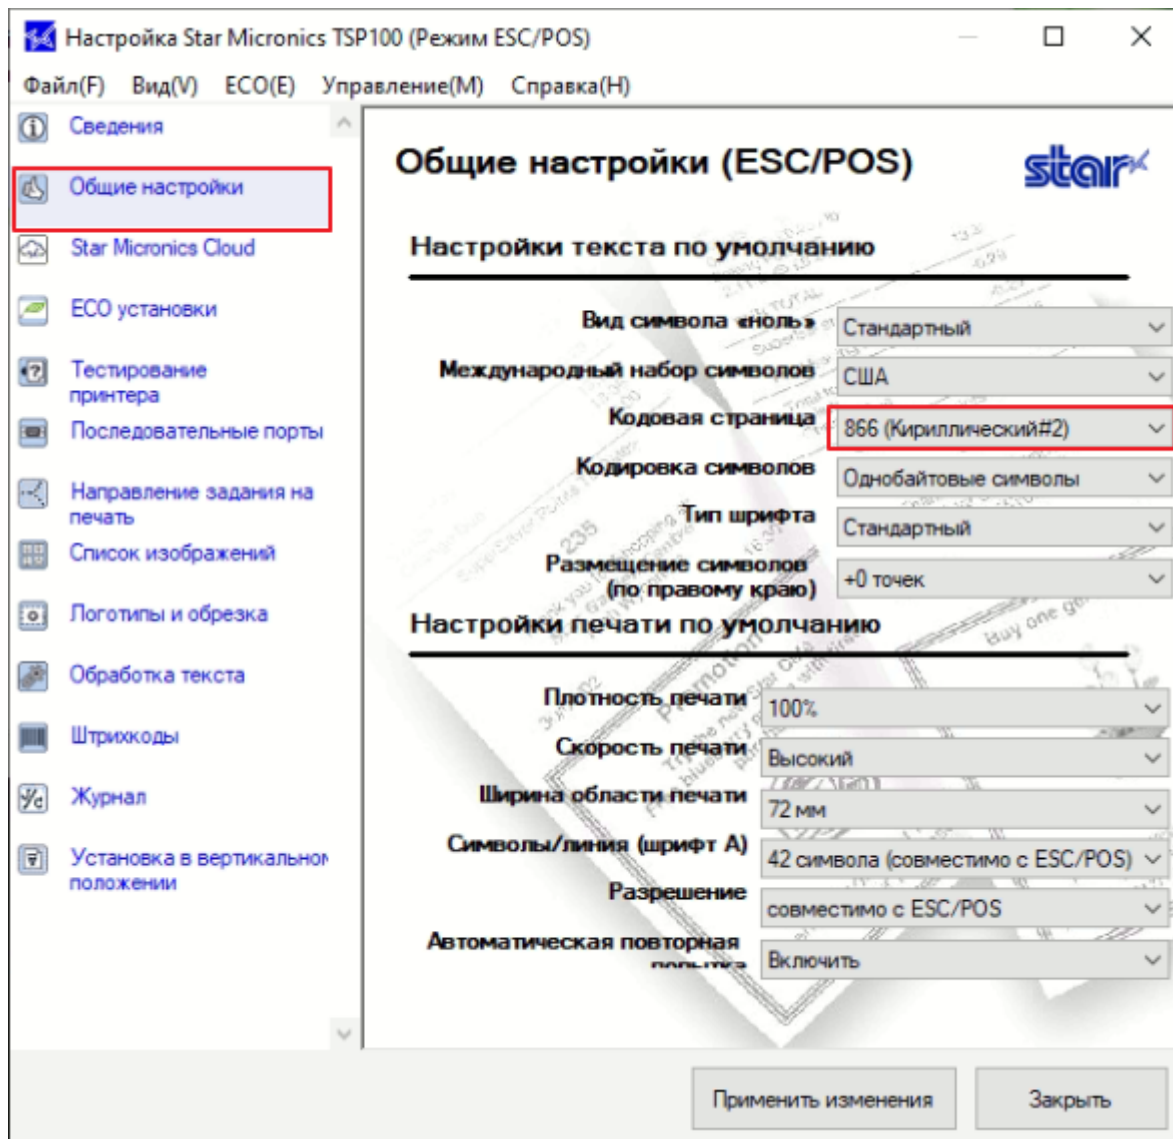 Настройка Star Micronics TSP100 (Режим ESC/POS)
Файл(F) Вид(V) ECO(E) Управление(M) Справка(H)
Сведения
Общие настройки
Star Micronics Cloud
ECO установки
Тестирование
принтера
Последовательные порты
Направление задания на
печать
Список изображений
Логотипы и обрезка
Обработка текста
Штрихкоды
Журнал
Установка в вертикальном
положении
Общие настройки (ESC/POS)
star
Настройки текста по умолчанию
Вид символа «ноль» Стандартный
Международный набор символов США
Кодовая страница 866 (Кириллический#2)
Кодировка символов Однобайтовые символы
Тип шрифта Стандартный
Размещение символов
(по правому краю) +0 точек
Настройки печати по умолчанию
Плотность печати 100%
Скорость печати Высокий
Ширина области печати 72 мм
Символы/линия (шрифт A) 42 символа (совместимо с ESC/POS)
Разрешение совместимо с ESC/POS
Автоматическая повторная
попытка Включить
Применить изменения Закрыть